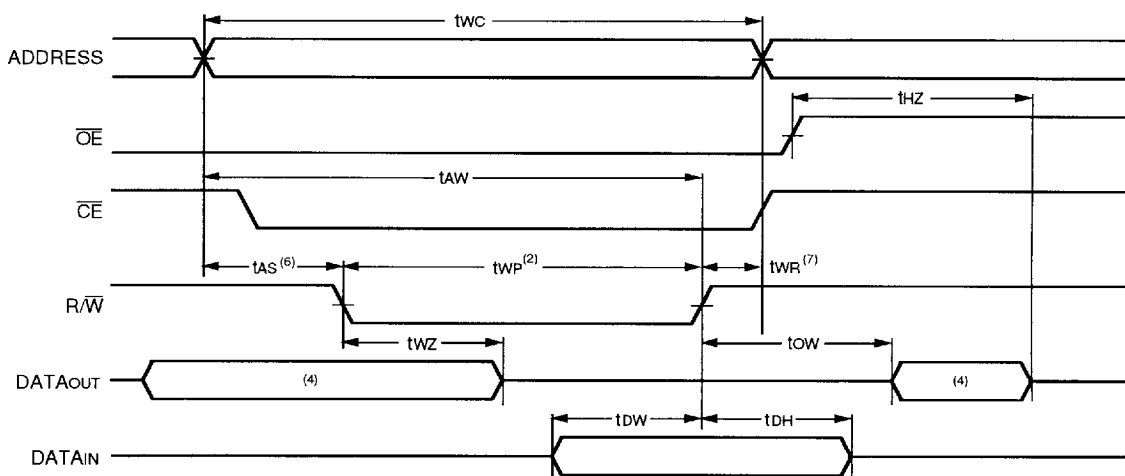 tWC
ADDRESS
tHZ
OE
tAW
CE
tAS (6)
tWP (2)
tWR (7)
R/W
tWZ
tOW
DATAOUT
(4)
(4)
tDW
tDH
DATAIN